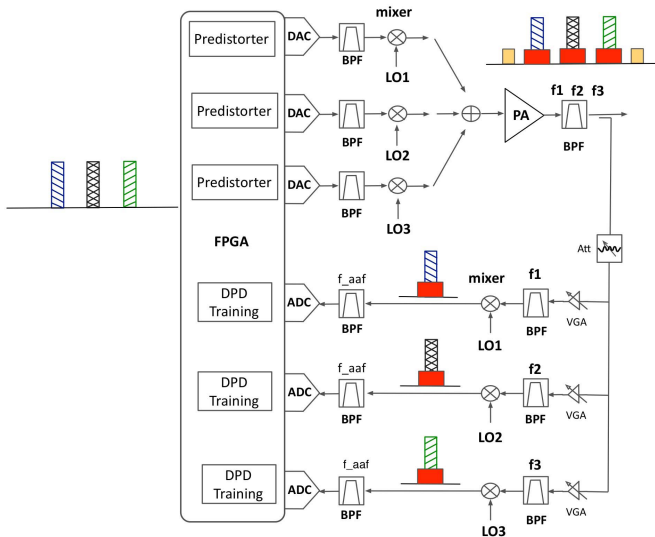 mixer
Predistorter
DAC
BPF
LO1
f1 f2 f3
Predistorter
DAC
BPF
LO2
PA
BPF
Predistorter
DAC
BPF
LO3
FPGA
Att
DPD
Training
ADC
f_aaf
BPF
mixer
LO1
f1
BPF
VGA
DPD
Training
ADC
f_aaf
BPF
LO2
f2
BPF
VGA
DPD
Training
ADC
f_aaf
BPF
LO3
f3
BPF
VGA